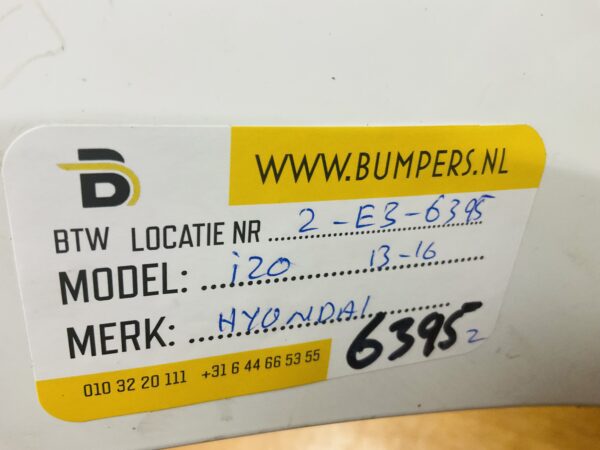 B
WWW.BUMPERS.NL
BTW LOCATIE NR 2-E3-6395
MODEL: i20 13-16
MERK: HYUNDAI
6395 2
010 32 20 111 +31 6 44 66 53 55